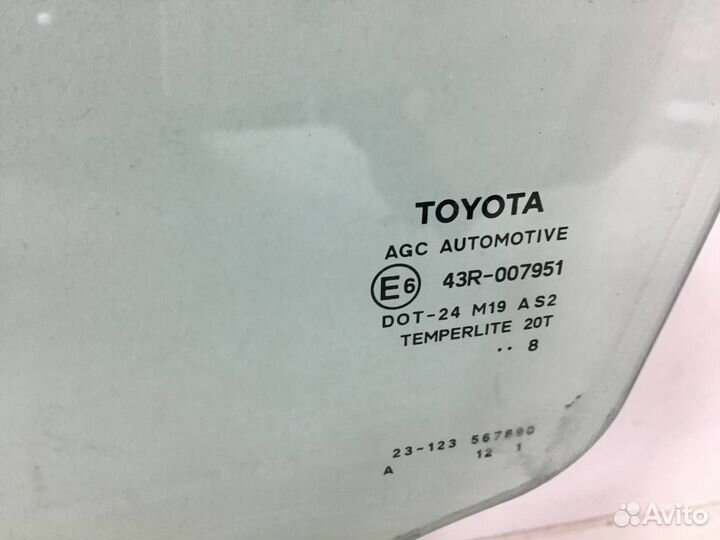 TOYOTA
AGC AUTOMOTIVE
E6 43R-007951
DOT-24 M19 AS2
TEMPERLITE 20T
.. 8
23-123 567890
A 12 1
Avito